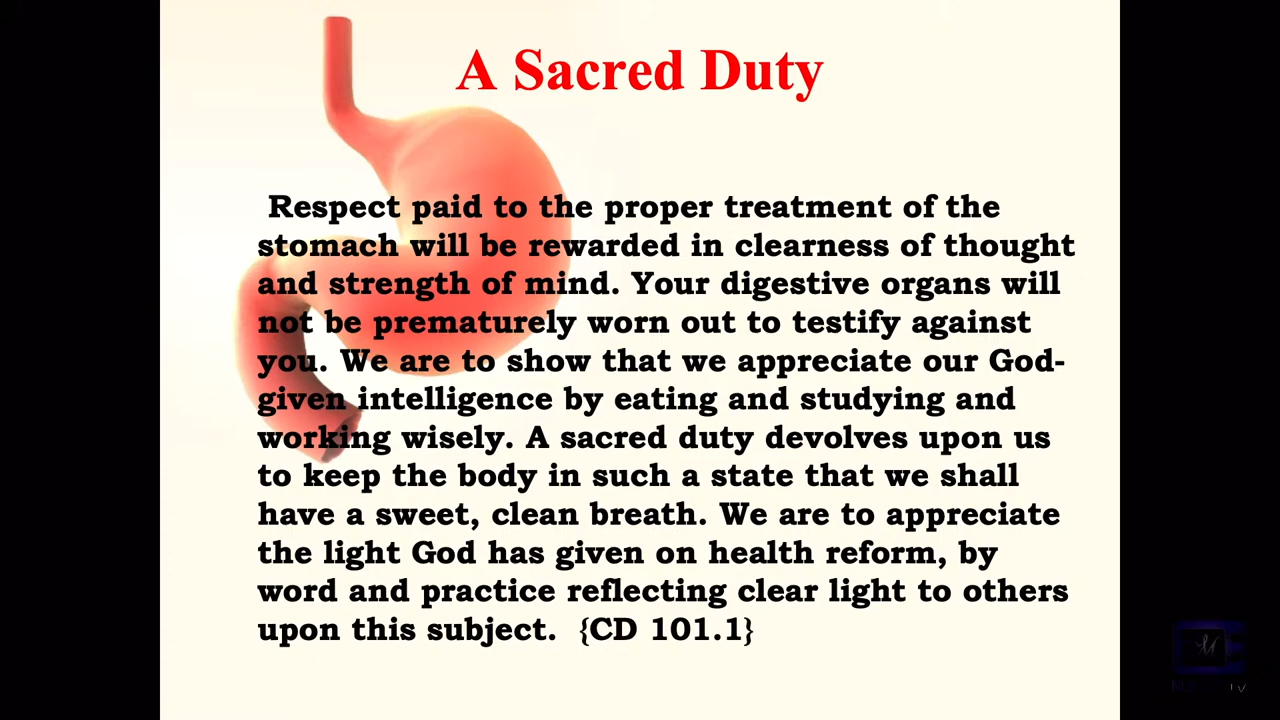 A Sacred Duty
Respect paid to the proper treatment of the
stomach will be rewarded in clearness of thought
and strength of mind. Your digestive organs will
not be prematurely worn out to testify against
you. We are to show that we appreciate our God-
given intelligence by eating and studying and
working wisely. A sacred duty devolves upon us
to keep the body in such a state that we shall
have a sweet, clean breath. We are to appreciate
the light God has given on health reform, by
word and practice reflecting clear light to others
upon this subject. {CD 101.1}